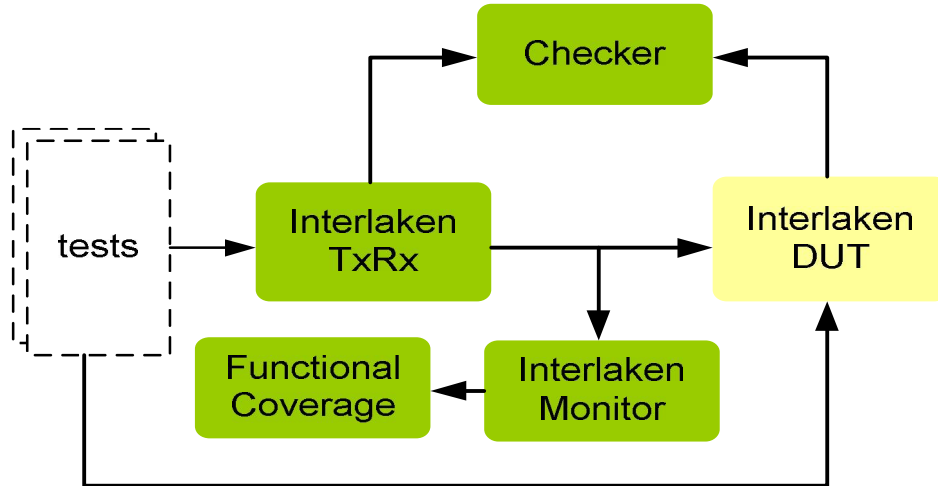 Checker
tests
Interlaken
TxRx
Interlaken
DUT
Functional
Coverage
Interlaken
Monitor